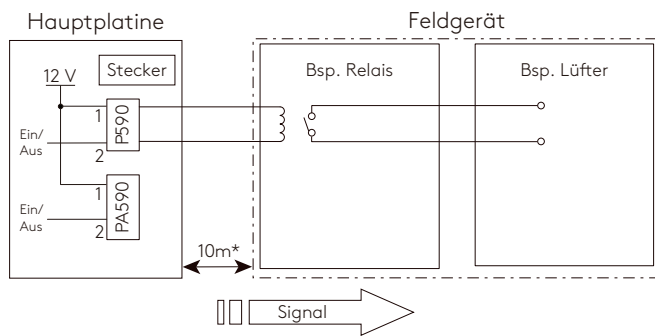 Hauptplatine
Feldgerät
Stecker
Bsp. Relais
Bsp. Lüfter
12 V
1
P590
Ein/
Aus
2
1
PA590
Ein/
Aus
2
10m*
Signal